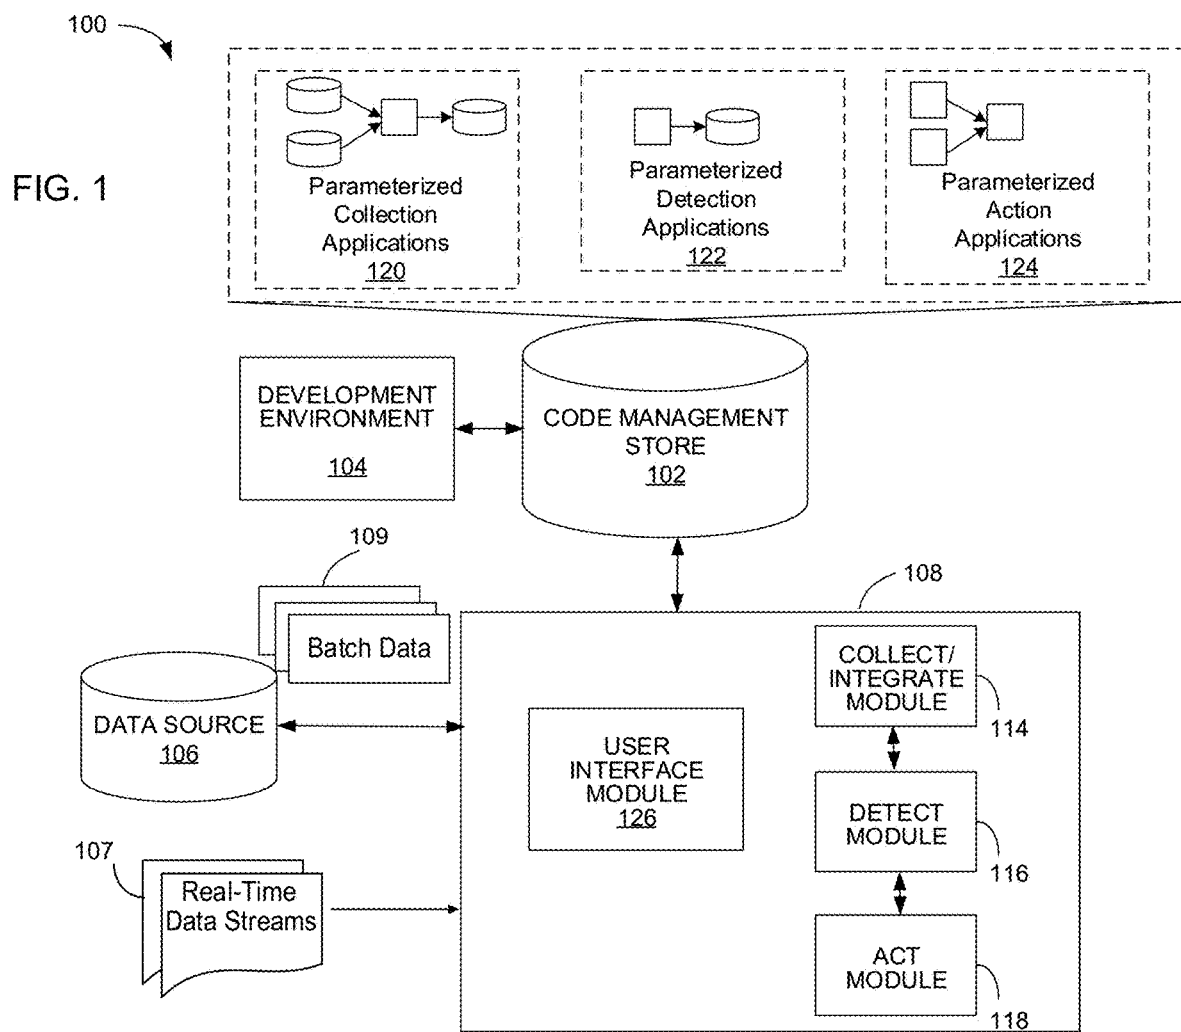 100
FIG. 1
Parameterized
Collection
Applications
120
Parameterized
Detection
Applications
122
Parameterized
Action
Applications
124
DEVELOPMENT
ENVIRONMENT
104
CODE MANAGEMENT
STORE
102
109
Batch Data
108
DATA SOURCE
106
USER
INTERFACE
MODULE
126
COLLECT/
INTEGRATE
MODULE
114
DETECT
MODULE
116
107
Real-Time
Data Streams
ACT
MODULE
118